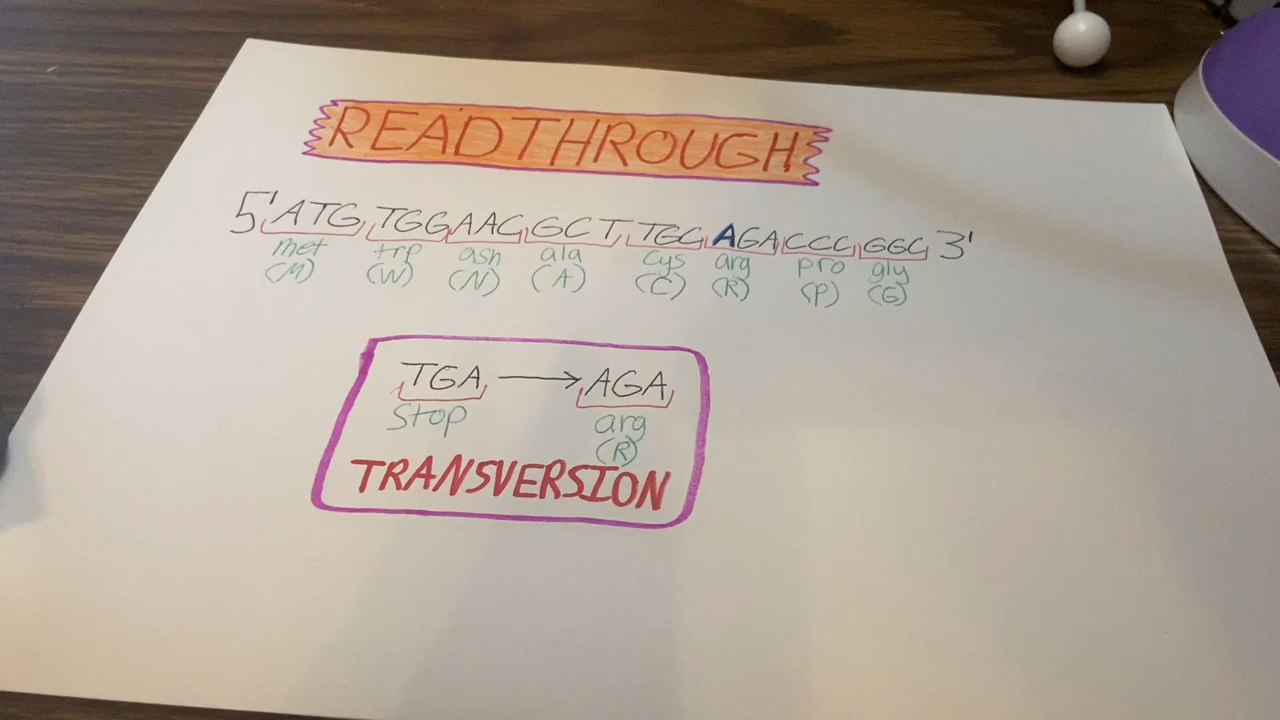 READTHROUGH
5' ATG TGG AAC GCT TGC AGA CCC GGC 3'
met trp asn ala cys arg pro gly
(M) (W) (N) (A) (C) (R) (P) (G)
TGA → AGA
Stop arg
(R)
TRANSVERSION